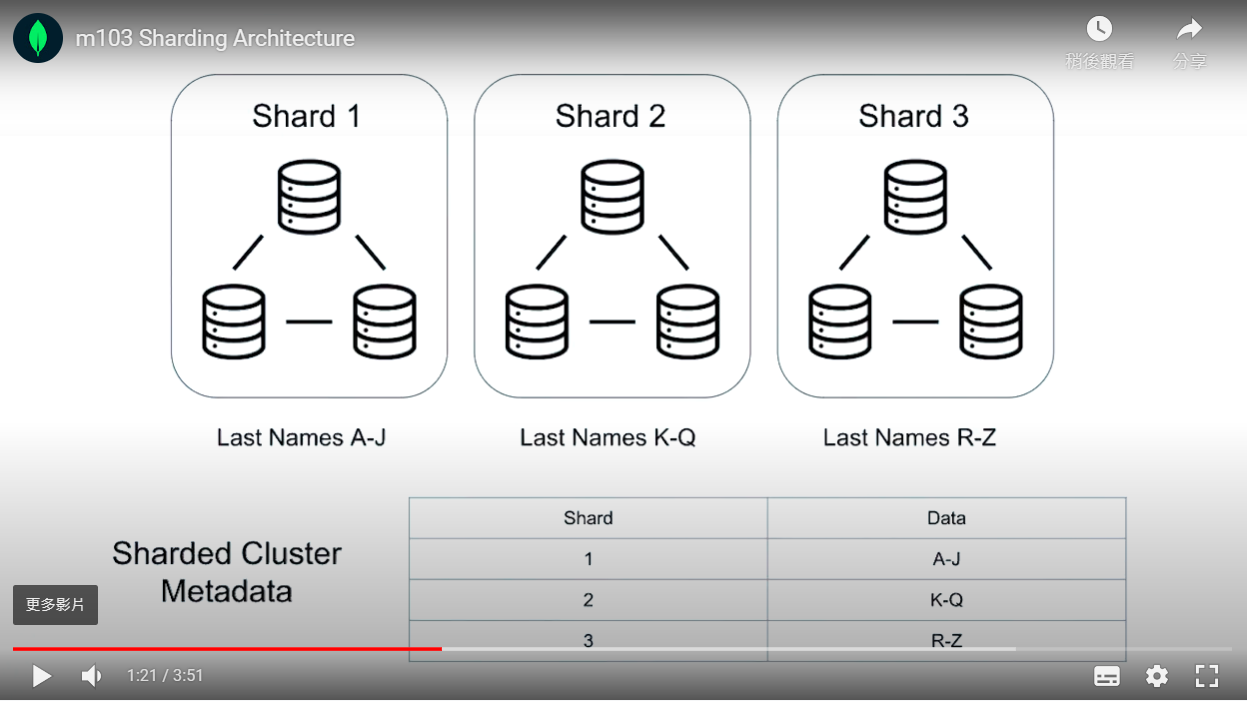 m103 Sharding Architecture
稍後觀看
分享
Shard 1
Shard 2
Shard 3
Last Names A-J
Last Names K-Q
Last Names R-Z
Sharded Cluster
Metadata
Shard Data
1 A-J
2 K-Q
3 R-Z
更多影片
1:21 / 3:51